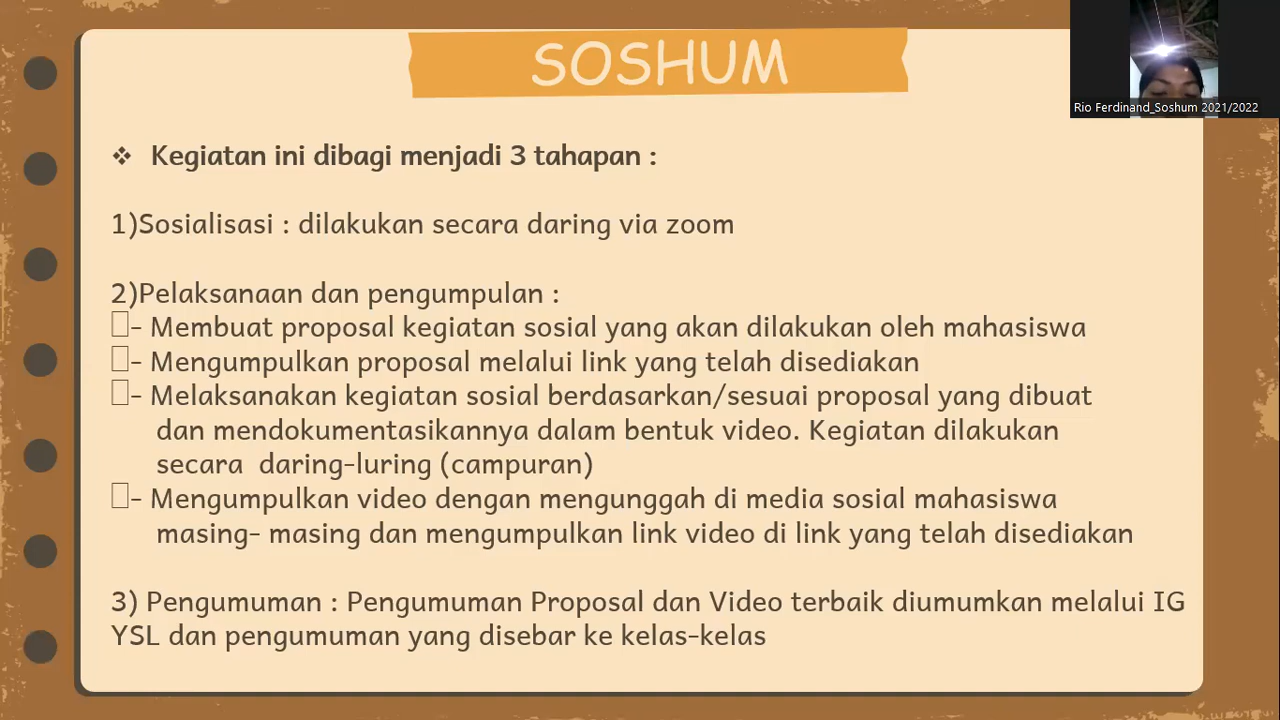 SOSHUM
Rio Ferdinand_Soshum 2021/2022
❖ Kegiatan ini dibagi menjadi 3 tahapan :
1)Sosialisasi : dilakukan secara daring via zoom
2)Pelaksanaan dan pengumpulan :
- Membuat proposal kegiatan sosial yang akan dilakukan oleh mahasiswa
- Mengumpulkan proposal melalui link yang telah disediakan
- Melaksanakan kegiatan sosial berdasarkan/sesuai proposal yang dibuat
dan mendokumentasikannya dalam bentuk video. Kegiatan dilakukan
secara daring-luring (campuran)
- Mengumpulkan video dengan mengunggah di media sosial mahasiswa
masing- masing dan mengumpulkan link video di link yang telah disediakan
3) Pengumuman : Pengumuman Proposal dan Video terbaik diumumkan melalui IG
YSL dan pengumuman yang disebar ke kelas-kelas